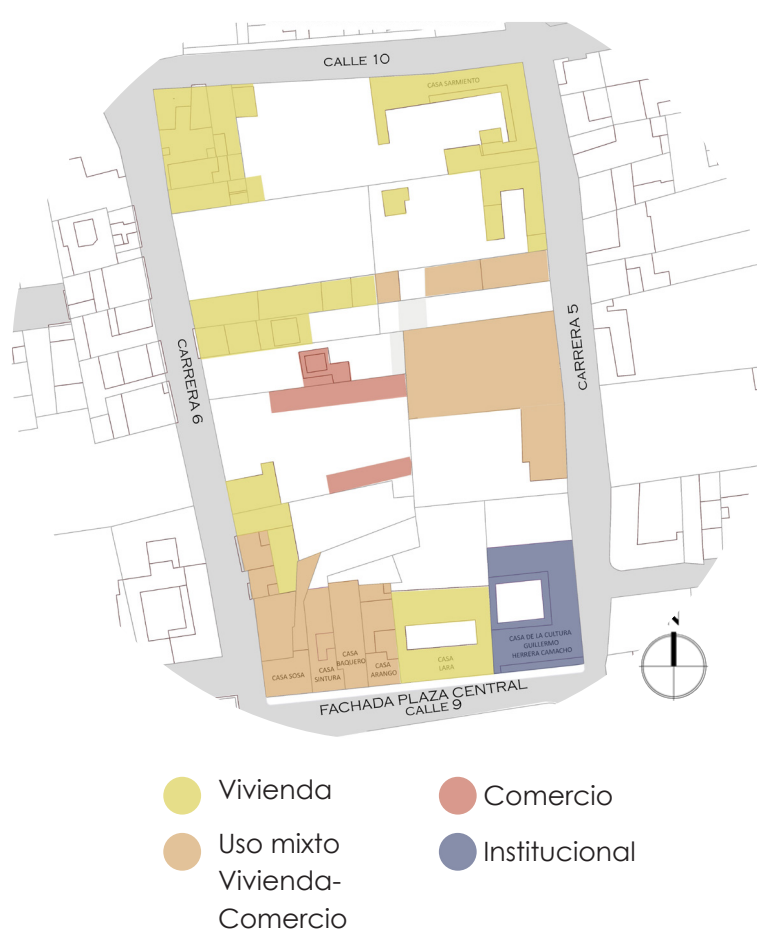 CALLE 10
CASA SARMIENTO
CARRERA 5
CARRERA 6
CASA DE LA CULTURA
GUILLERMO
HERRERA CAMACHO
CASA
BAQUERO
CASA
LARA
CASA
ARANGO
CASA
SINTURA
CASA SOSA
FACHADA PLAZA CENTRAL
CALLE 9
N
Vivienda
Comercio
Uso mixto
Vivienda-
Comercio
Institucional